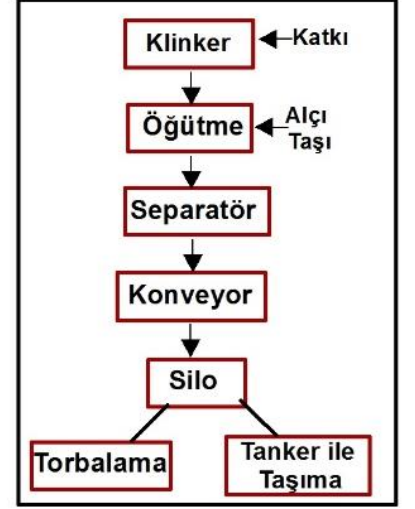 Klinker
Katkı
Öğütme
Alçı
Taşı
Separatör
Konveyor
Silo
Torbalama
Tanker ile
Taşıma